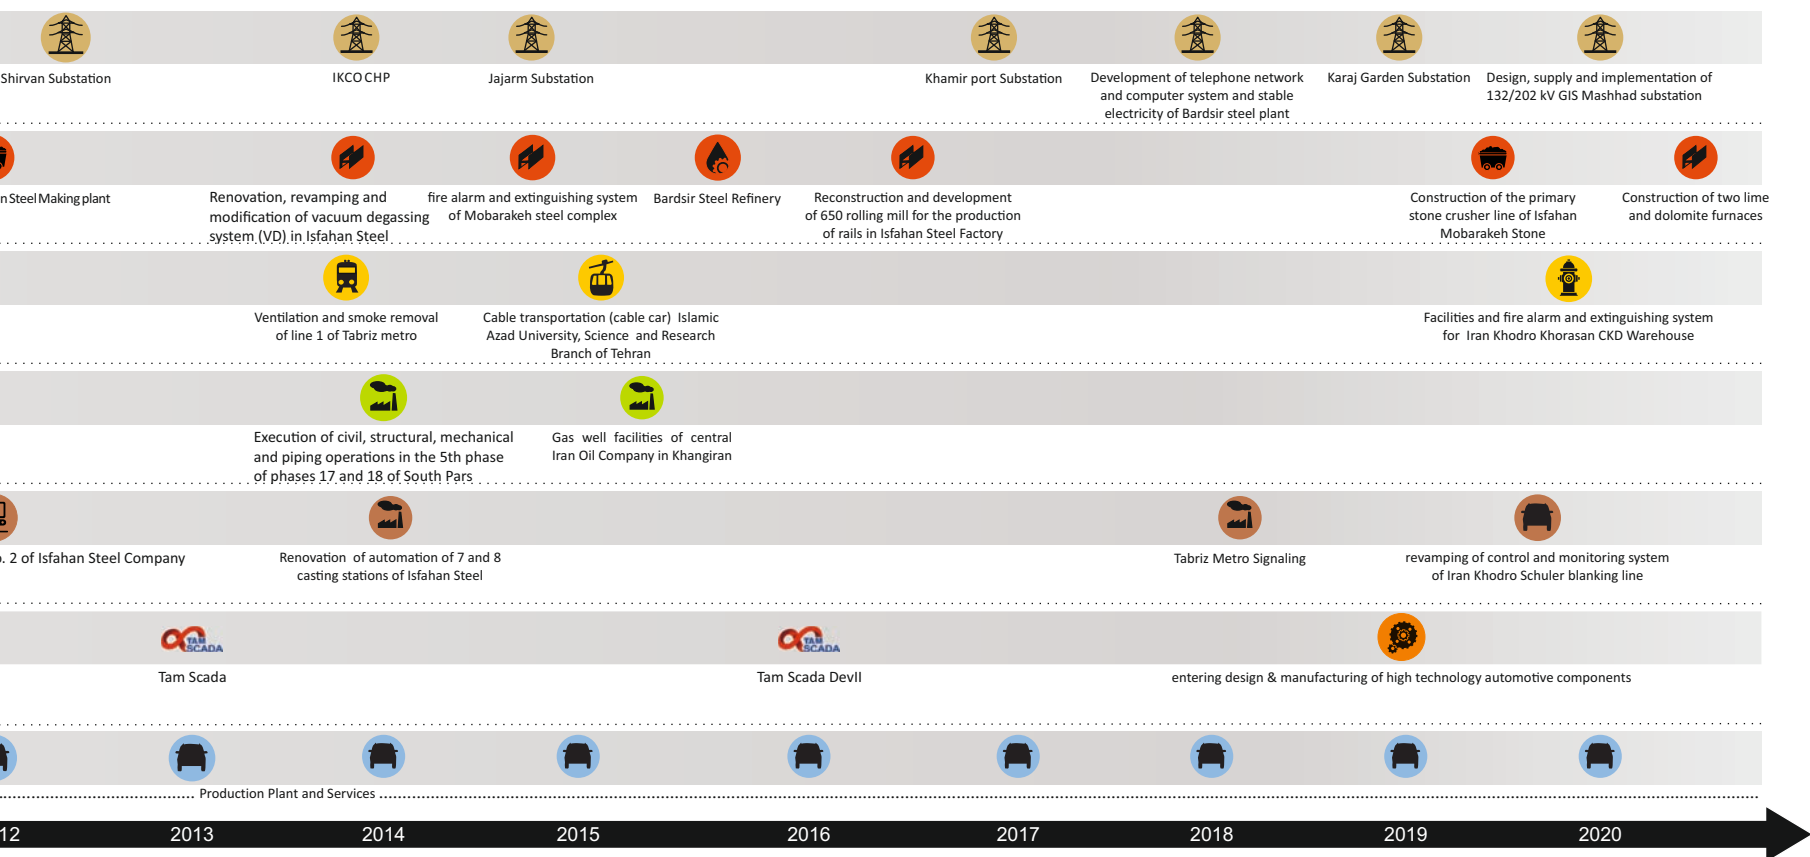 Shirvan Substation
IKCO CHP
Jajarm Substation
Khamir port Substation
Development of telephone network
and computer system and stable
electricity of Bardsir steel plant
Karaj Garden Substation
Design, supply and implementation of
132/202 kV GIS Mashhad substation
n Steel Making plant
Renovation, revamping and
modification of vacuum degassing
system (VD) in Isfahan Steel
fire alarm and extinguishing system
of Mobarakeh steel complex
Bardsir Steel Refinery
Reconstruction and development
of 650 rolling mill for the production
of rails in Isfahan Steel Factory
Construction of the primary
stone crusher line of Isfahan
Mobarakeh Stone
Construction of two lime
and dolomite furnaces
Ventilation and smoke removal
of line 1 of Tabriz metro
Cable transportation (cable car) Islamic
Azad University, Science and Research
Branch of Tehran
Facilities and fire alarm and extinguishing system
for Iran Khodro Khorasan CKD Warehouse
Execution of civil, structural, mechanical
and piping operations in the 5th phase
of phases 17 and 18 of South Pars
Gas well facilities of central
Iran Oil Company in Khangiran
. 2 of Isfahan Steel Company
Renovation of automation of 7 and 8
casting stations of Isfahan Steel
Tabriz Metro Signaling
revamping of control and monitoring system
of Iran Khodro Schuler blanking line
TAM
SCADA
Tam Scada
TAM
SCADA
Tam Scada DevII
entering design & manufacturing of high technology automotive components
Production Plant and Services
12
2013
2014
2015
2016
2017
2018
2019
2020